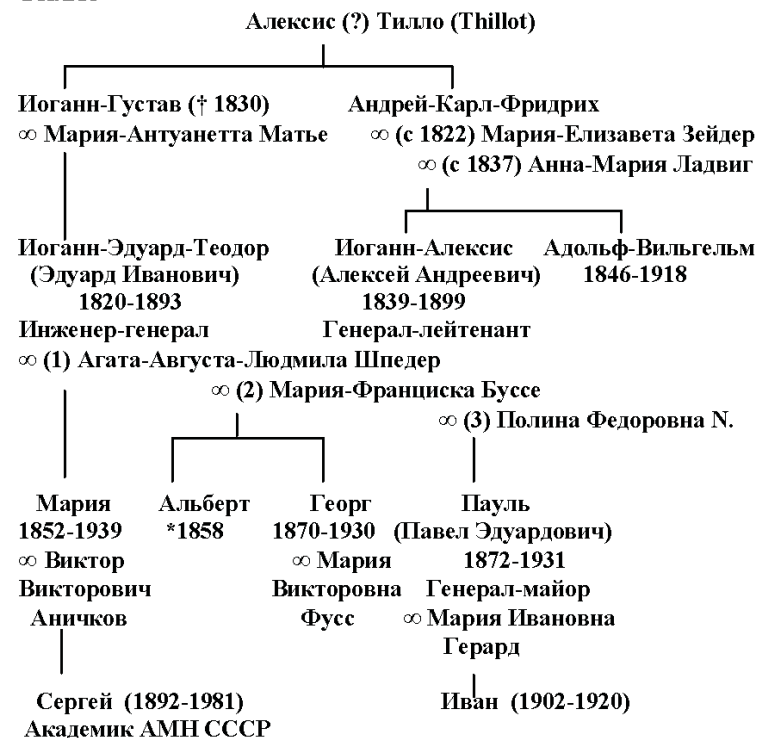 Алексис (?) Тилло (Thillot)
Иоганн-Густав († 1830) Андрей-Карл-Фридрих
∞ Мария-Антуанетта Матье ∞ (с 1822) Мария-Елизавета Зейдер
∞ (с 1837) Анна-Мария Ладвиг
Иоганн-Эдуард-Теодор Иоганн-Алексис Адольф-Вильгельм
(Эдуард Иванович) (Алексей Андреевич) 1846-1918
1820-1893 1839-1899
Инженер-генерал Генерал-лейтенант
∞ (1) Агата-Августа-Людмила Шпедер
∞ (2) Мария-Франциска Буссе
∞ (3) Полина Федоровна N.
Мария Альберт Георг Пауль
1852-1939 *1858 1870-1930 (Павел Эдуардович)
∞ Виктор ∞ Мария 1872-1931
Викторович Викторовна Генерал-майор
Аничков Фусс ∞ Мария Ивановна
Герард
Сергей (1892-1981) Иван (1902-1920)
Академик АМН СССР